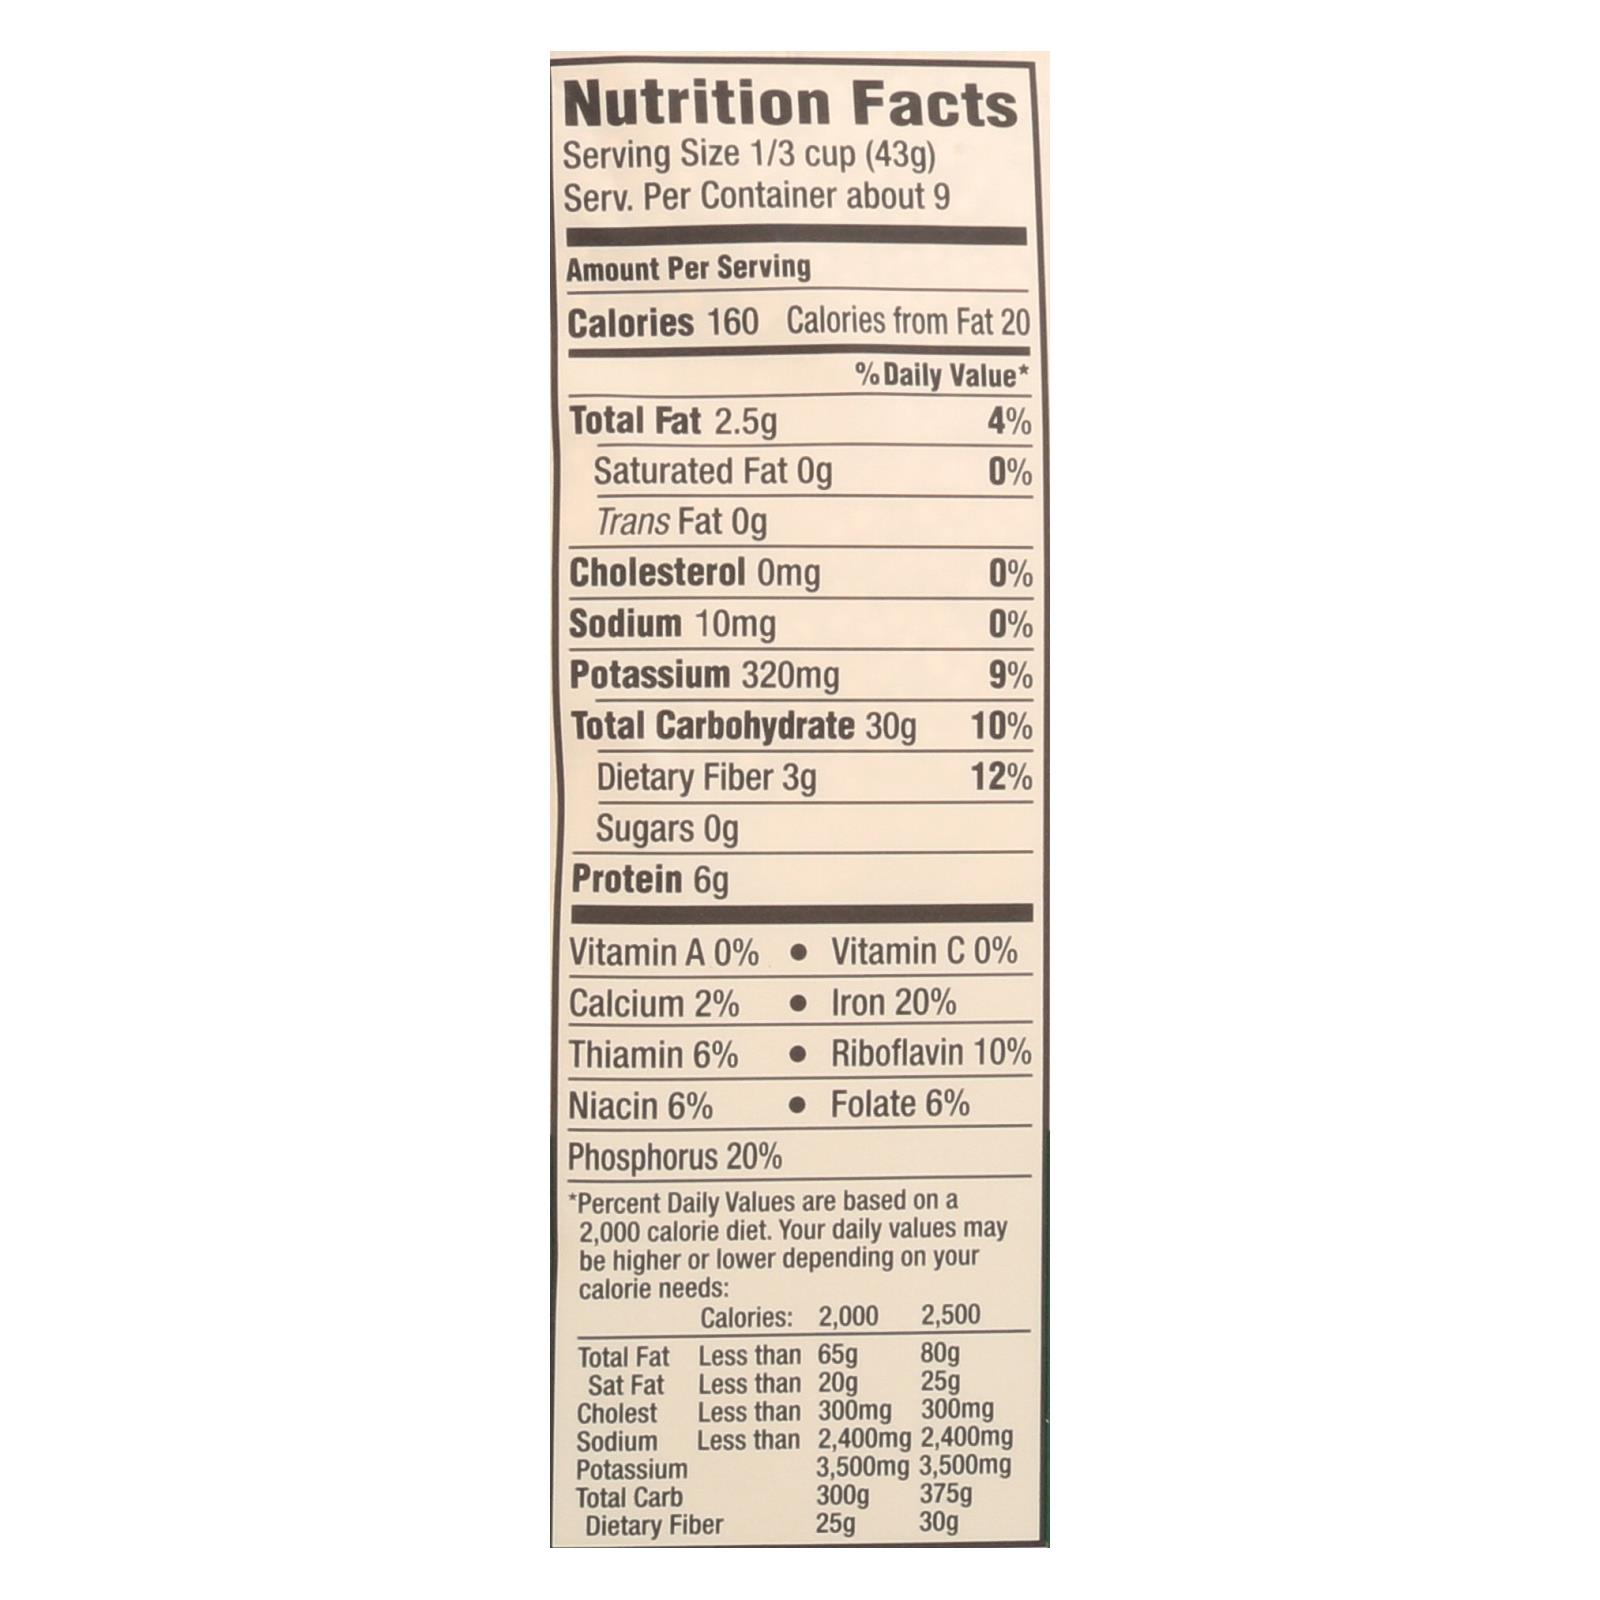 Nutrition Facts
Serving Size 1/3 cup (43g)
Serv. Per Container about 9
Amount Per Serving
Calories 160 Calories from Fat 20
% Daily Value*
Total Fat 2.5g 4%
Saturated Fat 0g 0%
Trans Fat 0g
Cholesterol 0mg 0%
Sodium 10mg 0%
Potassium 320mg 9%
Total Carbohydrate 30g 10%
Dietary Fiber 3g 12%
Sugars 0g
Protein 6g
Vitamin A 0% ● Vitamin C 0%
Calcium 2% ● Iron 20%
Thiamin 6% ● Riboflavin 10%
Niacin 6% ● Folate 6%
Phosphorus 20%
*Percent Daily Values are based on a
2,000 calorie diet. Your daily values may
be higher or lower depending on your
calorie needs:
Calories: 2,000 2,500
Total Fat Less than 65g 80g
Sat Fat Less than 20g 25g
Cholest Less than 300mg 300mg
Sodium Less than 2,400mg 2,400mg
Potassium 3,500mg 3,500mg
Total Carb 300g 375g
Dietary Fiber 25g 30g